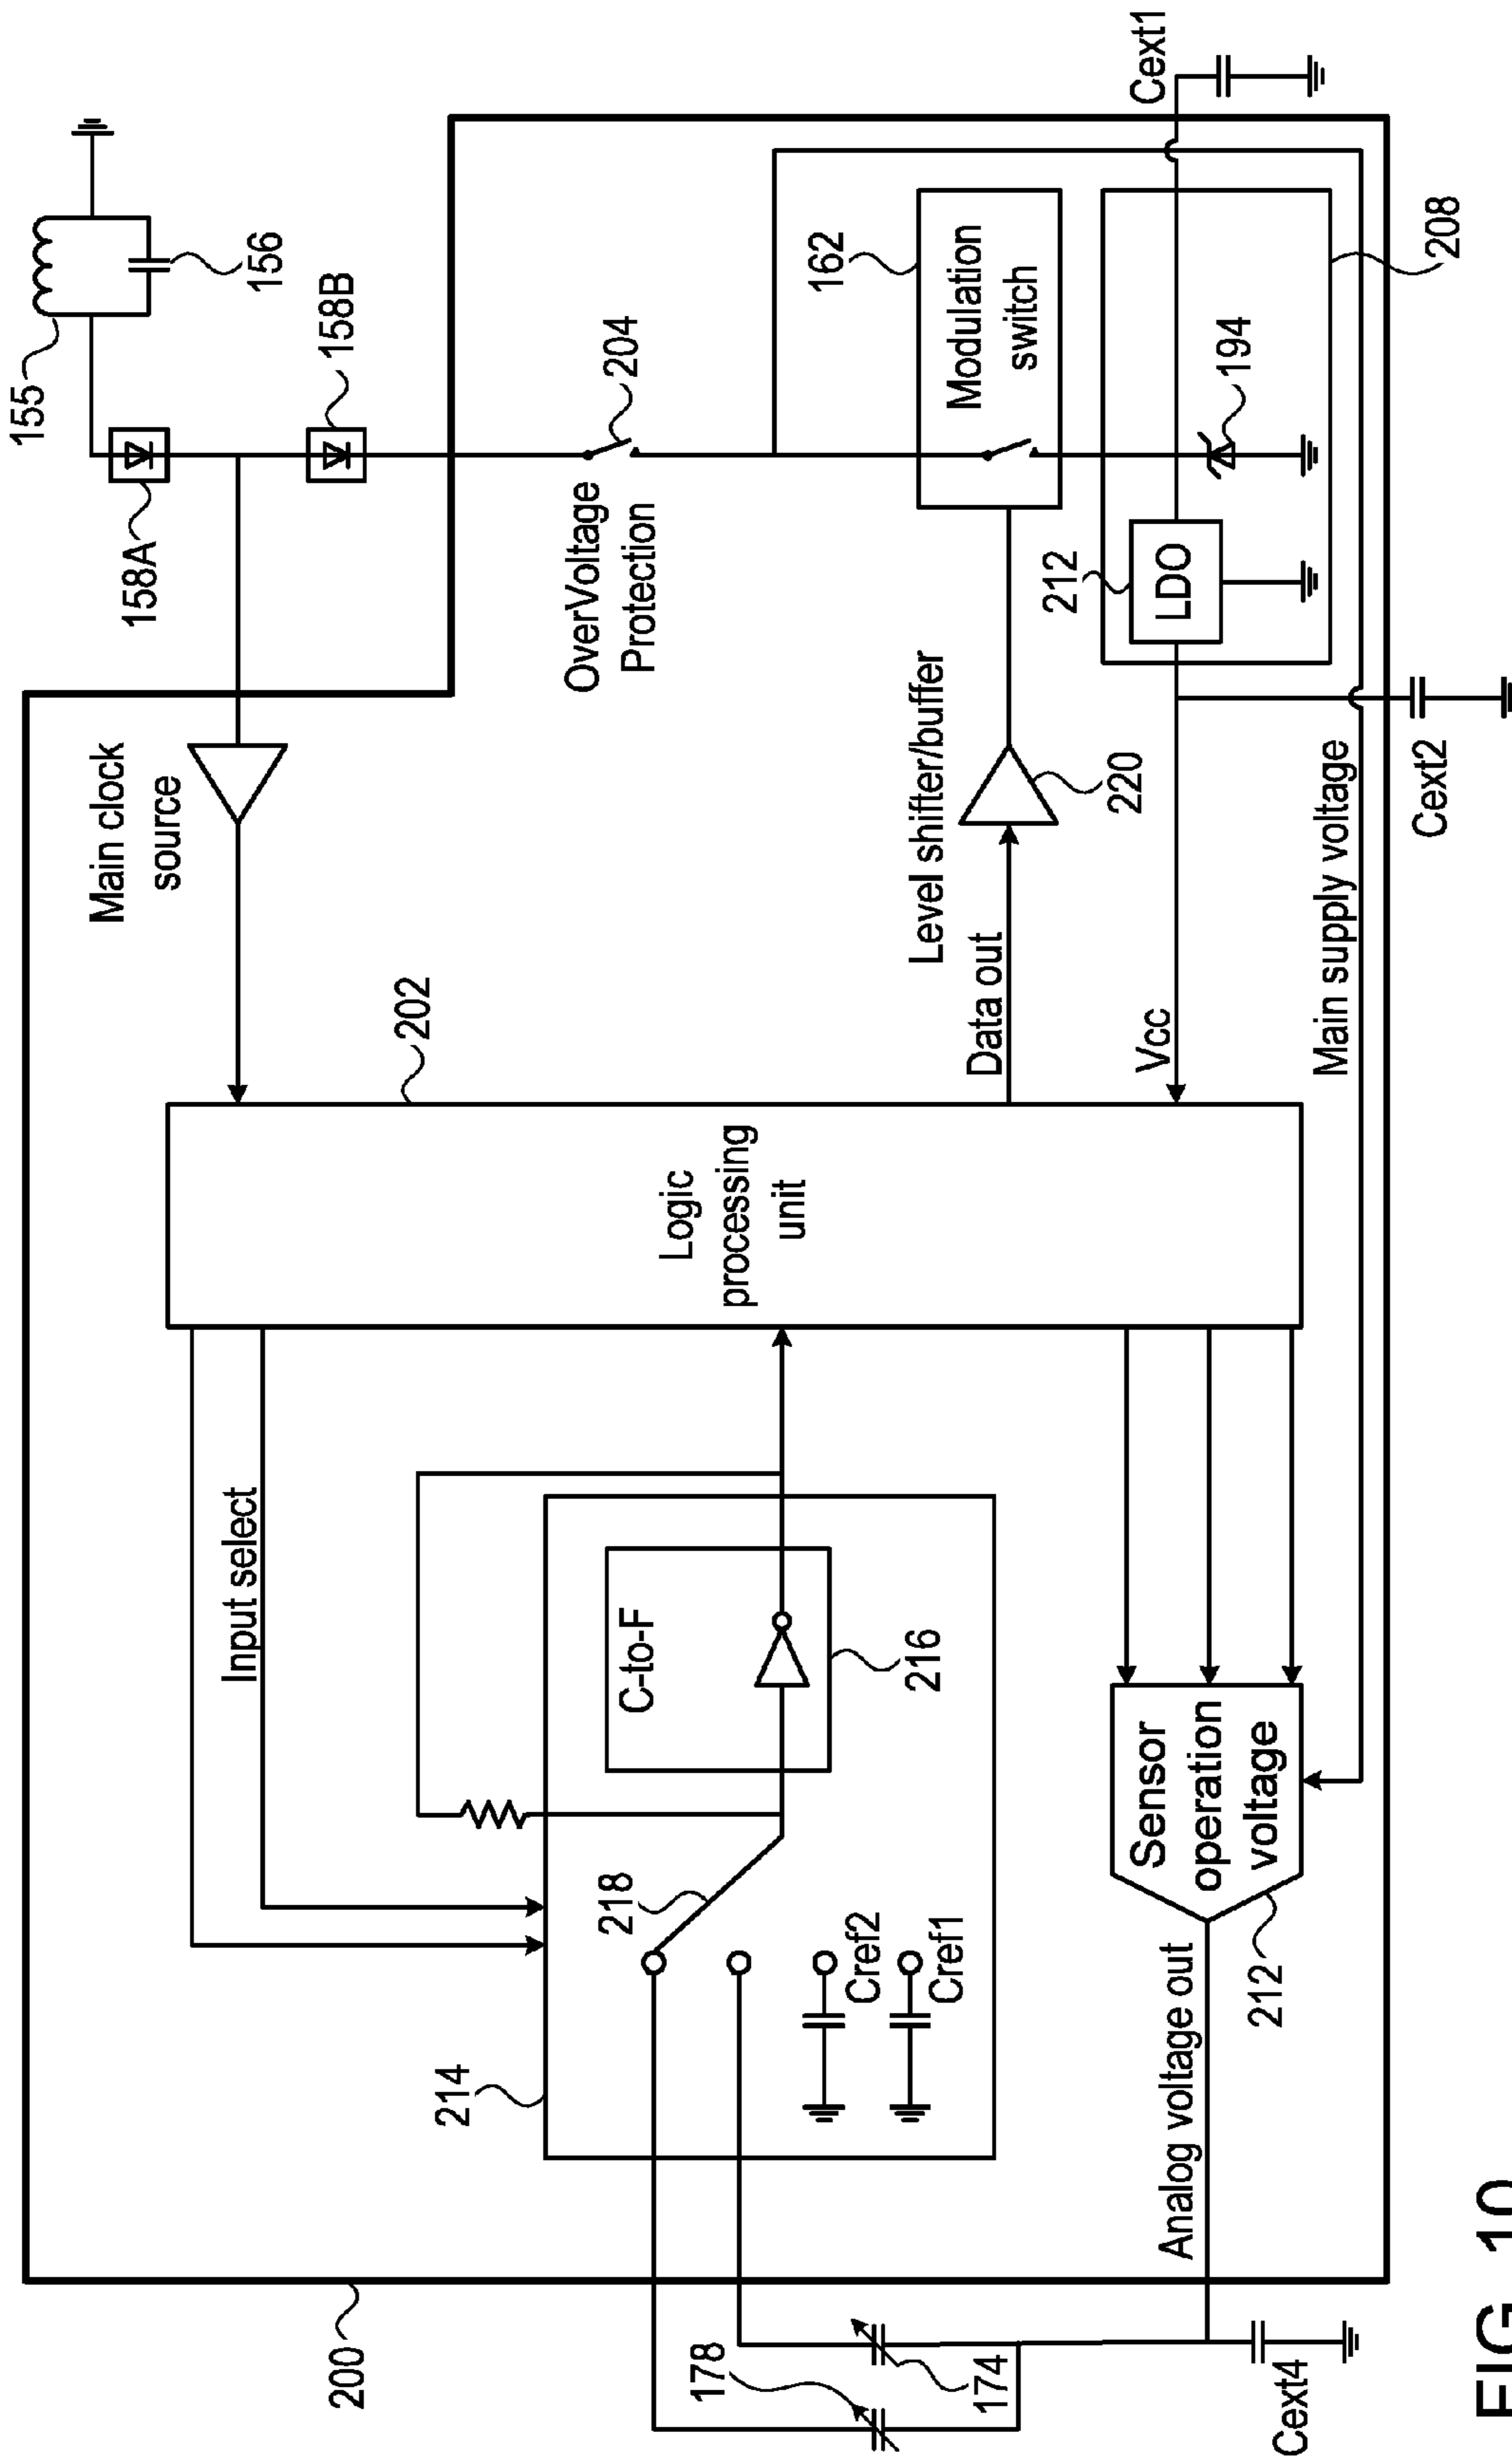 155
156
158A
158B
Main clock
source
204
OverVoltage
Protection
202
162
Modulation
switch
Level shifter/buffer
Data out
220
Cext1
212
LDO
194
208
Vcc
Main supply voltage
Cext2
Logic
processing
unit
Input select
C-to-F
216
218
214
Cref2
Cref1
Sensor
operation
voltage
212
Analog voltage out
200
178
174
Cext4
FIG. 10